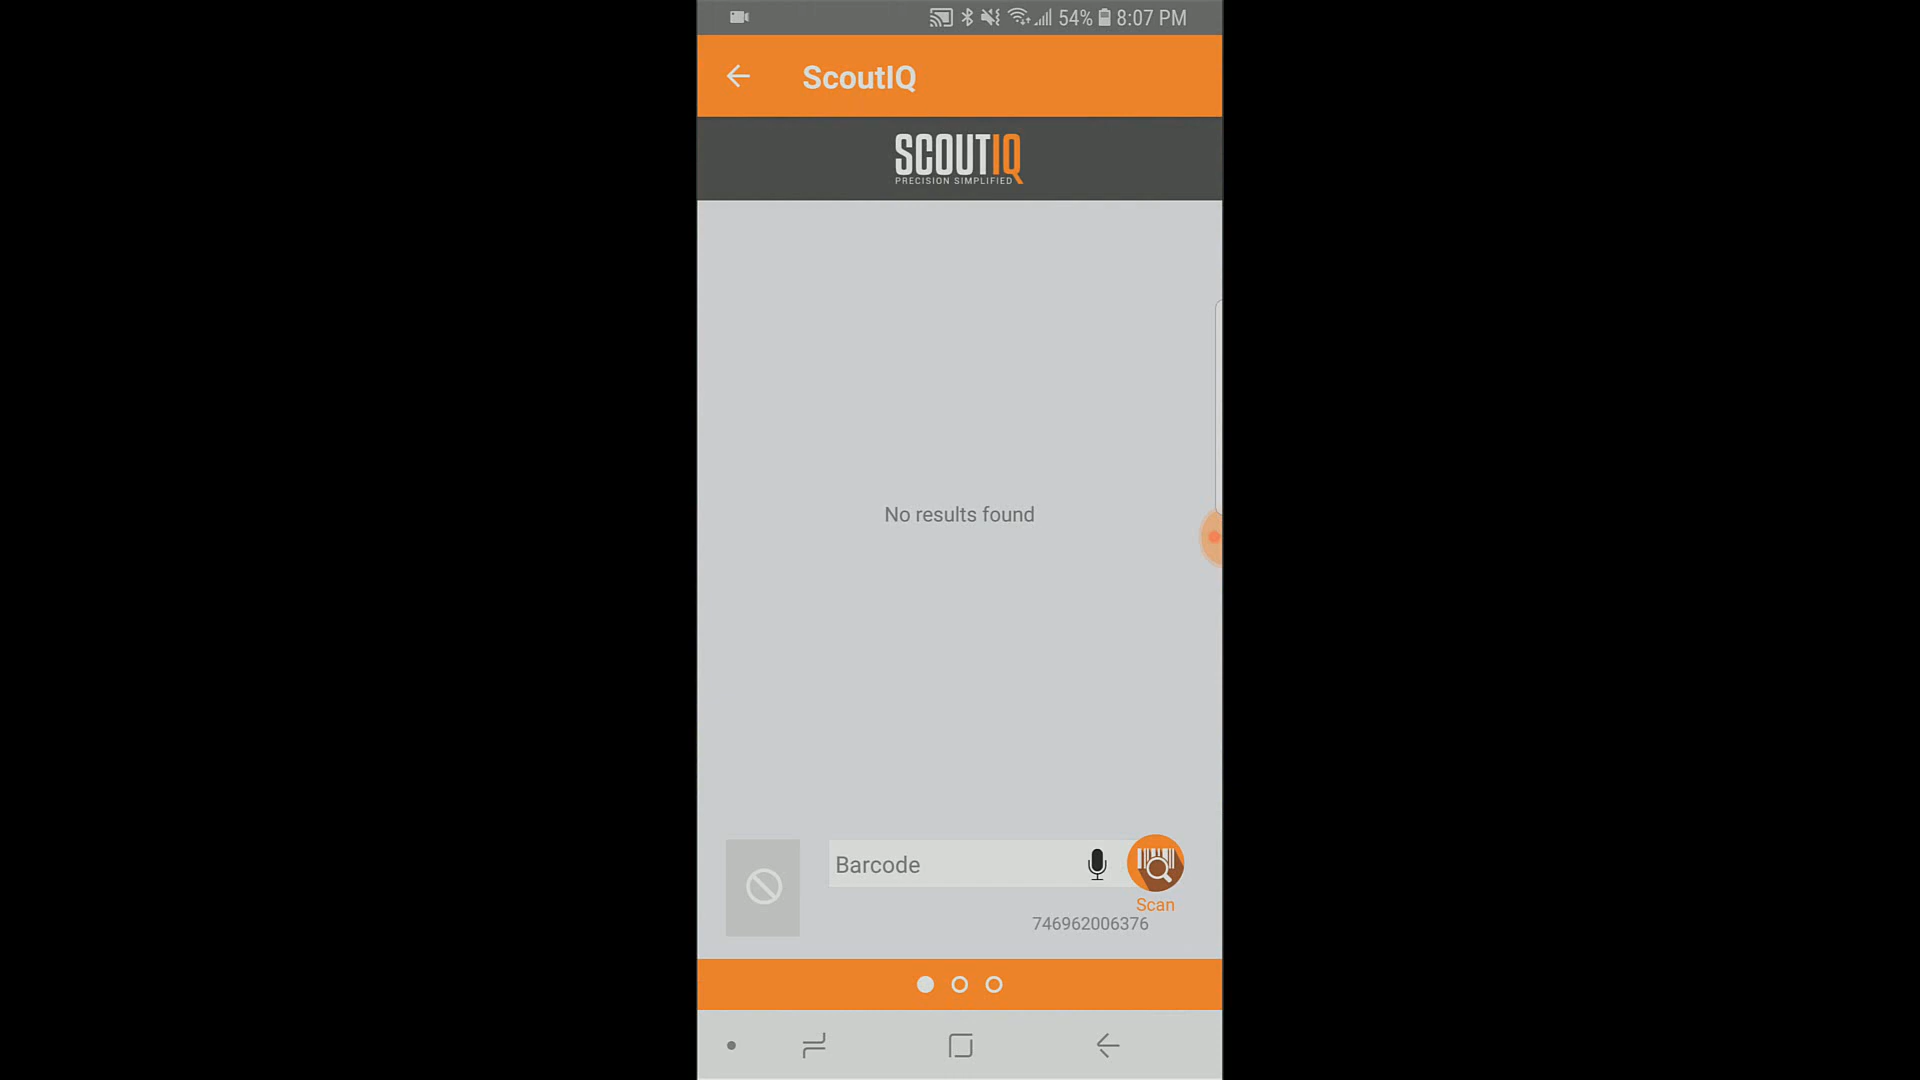 54% 8:07 PM
ScoutIQ
SCOUTIQ
PRECISION SIMPLIFIED
No results found
Barcode
Scan
746962006376